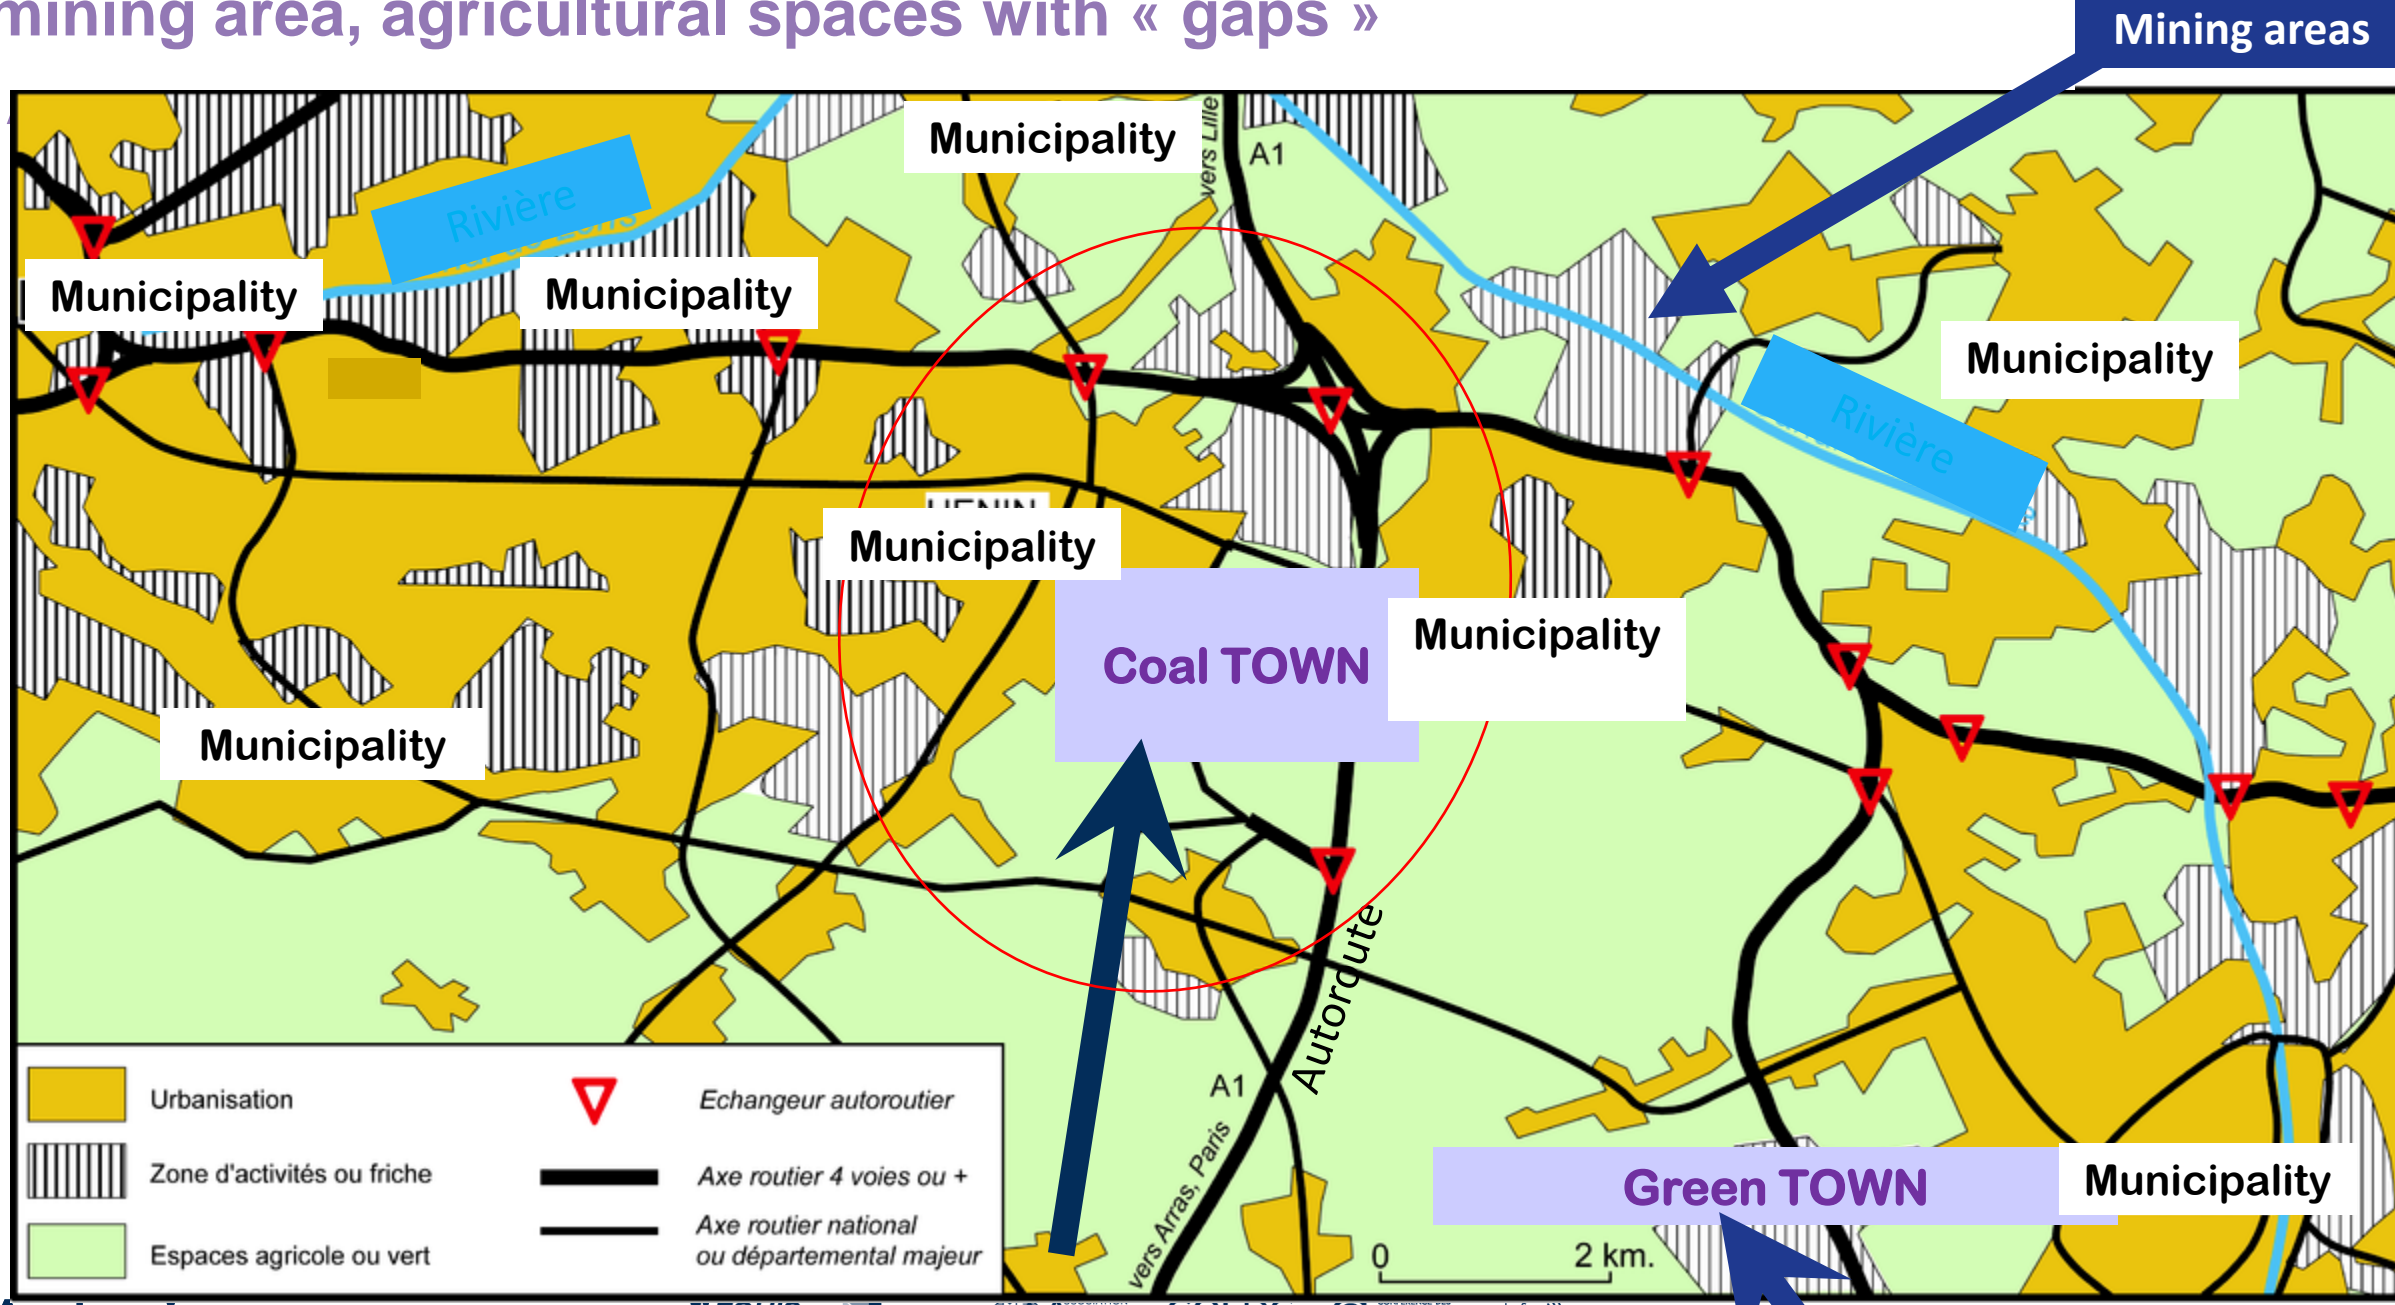 mining area, agricultural spaces with « gaps »
Mining areas
Municipality
vers Lille
A1
Rivière
Municipality
Municipality
Municipality
Rivière
HENIN
Municipality
Coal TOWN
Municipality
Municipality
Autoroute
A1
vers Arras, Paris
Green TOWN
Municipality
0 2 km.
Urbanisation
Zone d'activités ou friche
Espaces agricole ou vert
Echangeur autoroutier
Axe routier 4 voies ou +
Axe routier national
ou départemental majeur